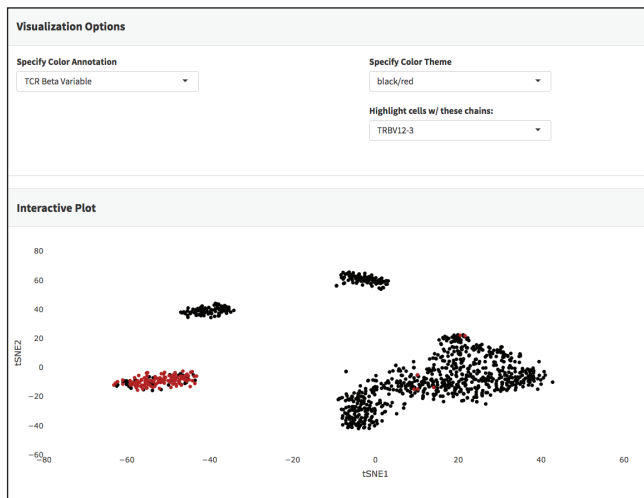 Visualization Options
Specify Color Annotation
Specify Color Theme
TCR Beta Variable
black/red
Highlight cells w/ these chains:
TRBV12-3
Interactive Plot
80
60
40
20
0
−20
−40
−60
tSNE2
−80
−60
−40
−20
0
20
40
60
tSNE1